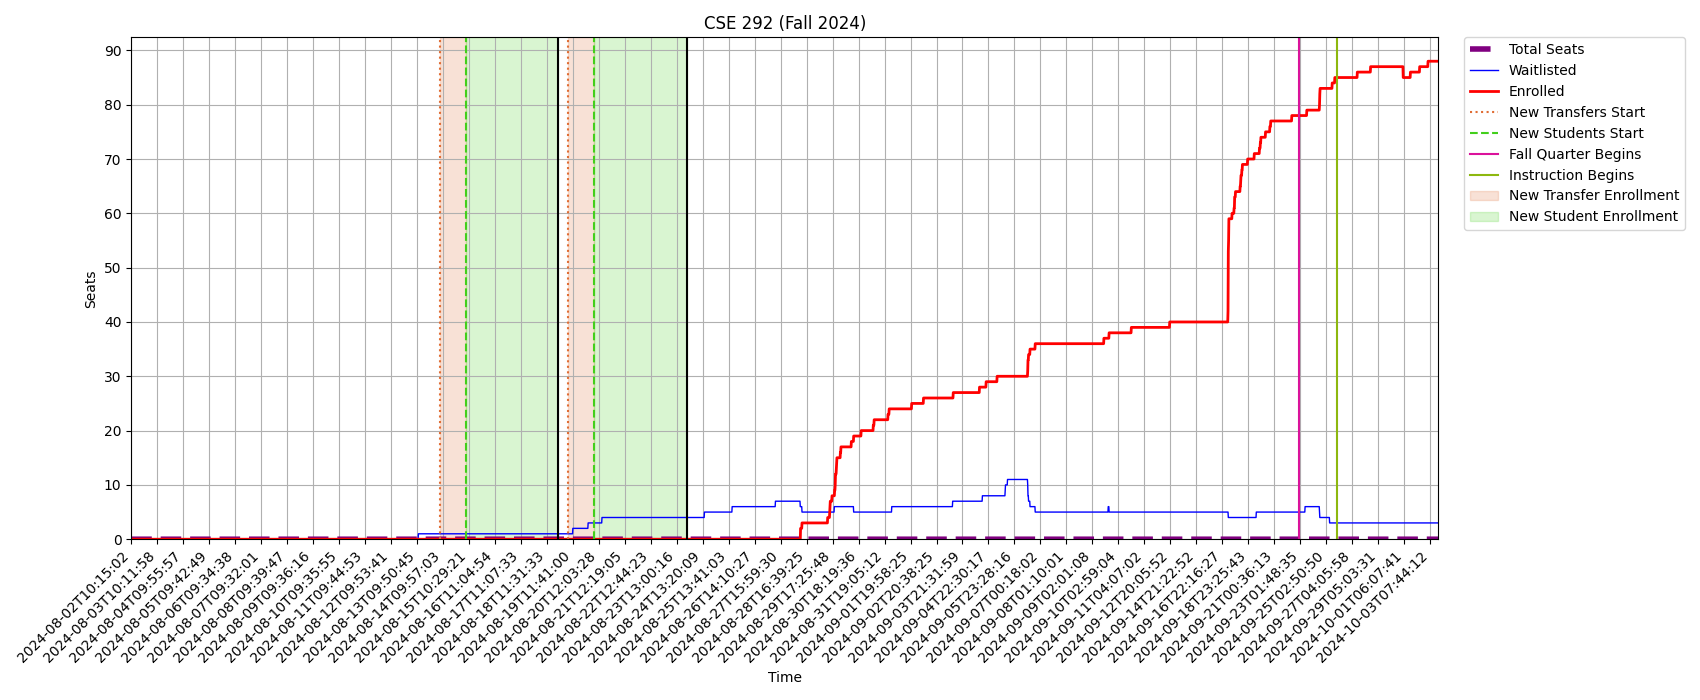 CSE 292 (Fall 2024)
90
80
70
60
50
40
30
20
10
0
Seats
2024-08-02T10:15:02
2024-08-03T10:11:58
2024-08-04T09:55:57
2024-08-05T09:42:49
2024-08-06T09:34:38
2024-08-07T09:32:01
2024-08-08T09:39:47
2024-08-09T09:36:16
2024-08-10T09:35:55
2024-08-11T09:44:53
2024-08-12T09:53:41
2024-08-13T09:50:45
2024-08-14T09:57:03
2024-08-15T10:29:21
2024-08-16T11:04:54
2024-08-17T11:07:33
2024-08-18T11:31:33
2024-08-19T11:41:00
2024-08-20T12:03:28
2024-08-21T12:19:05
2024-08-22T12:44:23
2024-08-23T13:00:16
2024-08-24T13:20:09
2024-08-25T13:41:03
2024-08-26T14:10:27
2024-08-27T15:59:30
2024-08-28T16:39:25
2024-08-29T17:25:48
2024-08-30T18:19:36
2024-08-31T19:05:12
2024-09-01T19:58:25
2024-09-02T20:38:25
2024-09-03T21:31:59
2024-09-04T22:30:17
2024-09-05T23:28:16
2024-09-07T00:18:02
2024-09-08T01:10:01
2024-09-09T02:01:08
2024-09-10T02:59:04
2024-09-11T04:07:02
2024-09-12T20:05:52
2024-09-14T21:22:52
2024-09-16T22:16:27
2024-09-18T23:25:43
2024-09-21T00:36:13
2024-09-23T01:48:35
2024-09-25T02:50:50
2024-09-27T04:05:58
2024-09-29T05:03:31
2024-10-01T06:07:41
2024-10-03T07:44:12
Time
Total Seats
Waitlisted
Enrolled
New Transfers Start
New Students Start
Fall Quarter Begins
Instruction Begins
New Transfer Enrollment
New Student Enrollment